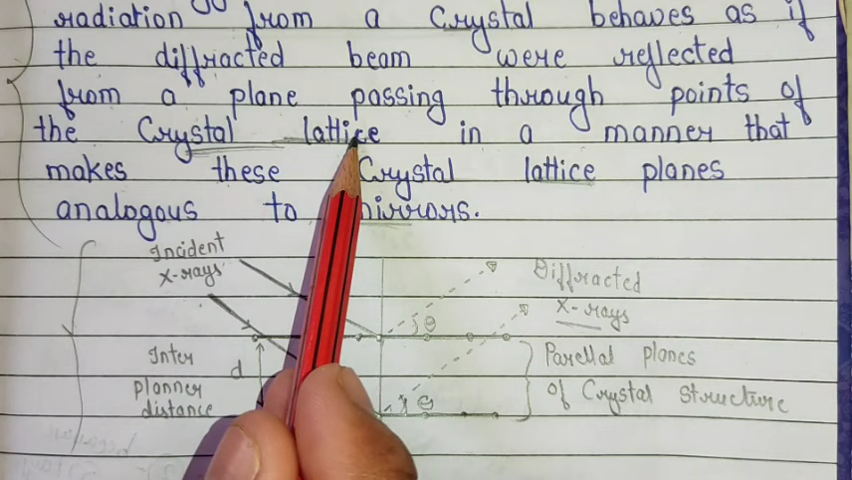 radiation from a Crystal behaves as if
the diffracted beam were reflected
from a plane passing through points of
the Crystal lattice in a manner that
makes these Crystal lattice planes
analogous to mirrors.
Incident
X-rays
Diffracted
X-rays
θ
Inter
planner
distance
d
θ
Parellal planes
of Crystal Structure